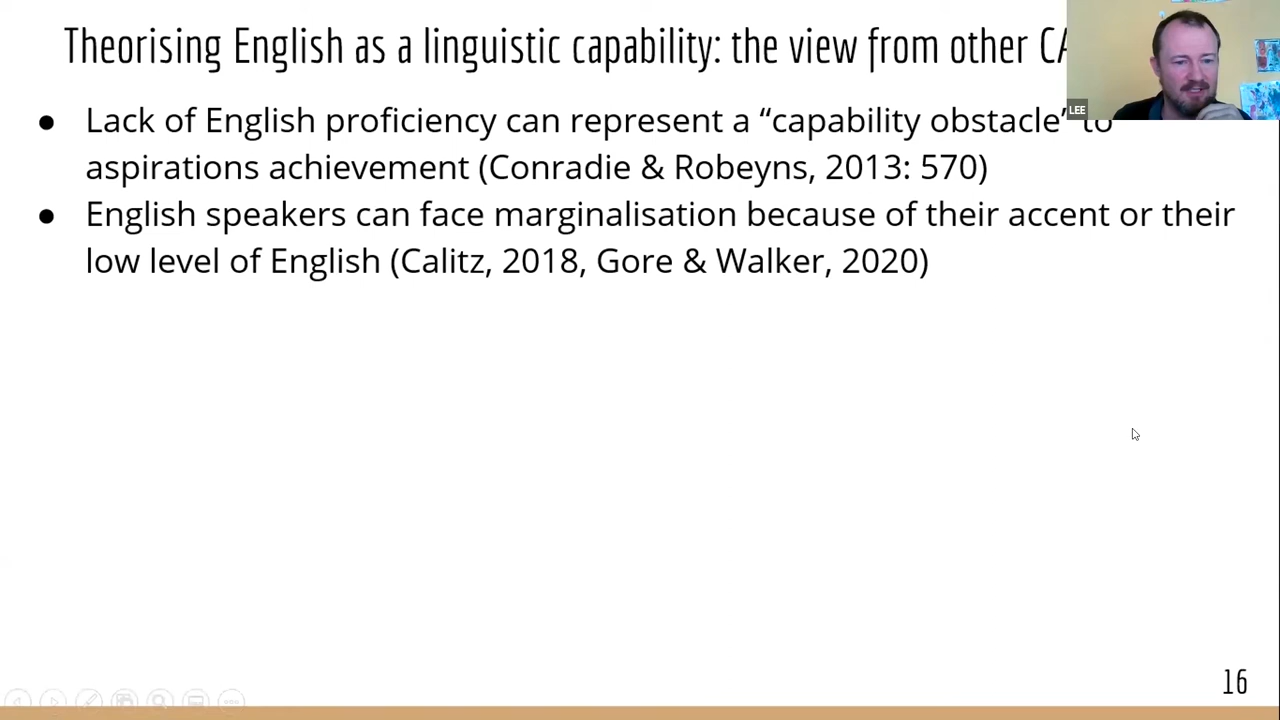 Theorising English as a linguistic capability: the view from other
LEE
● Lack of English proficiency can represent a “capability obstacle” to
aspirations achievement (Conradie & Robeyns, 2013: 570)
● English speakers can face marginalisation because of their accent or their
low level of English (Calitz, 2018, Gore & Walker, 2020)
16